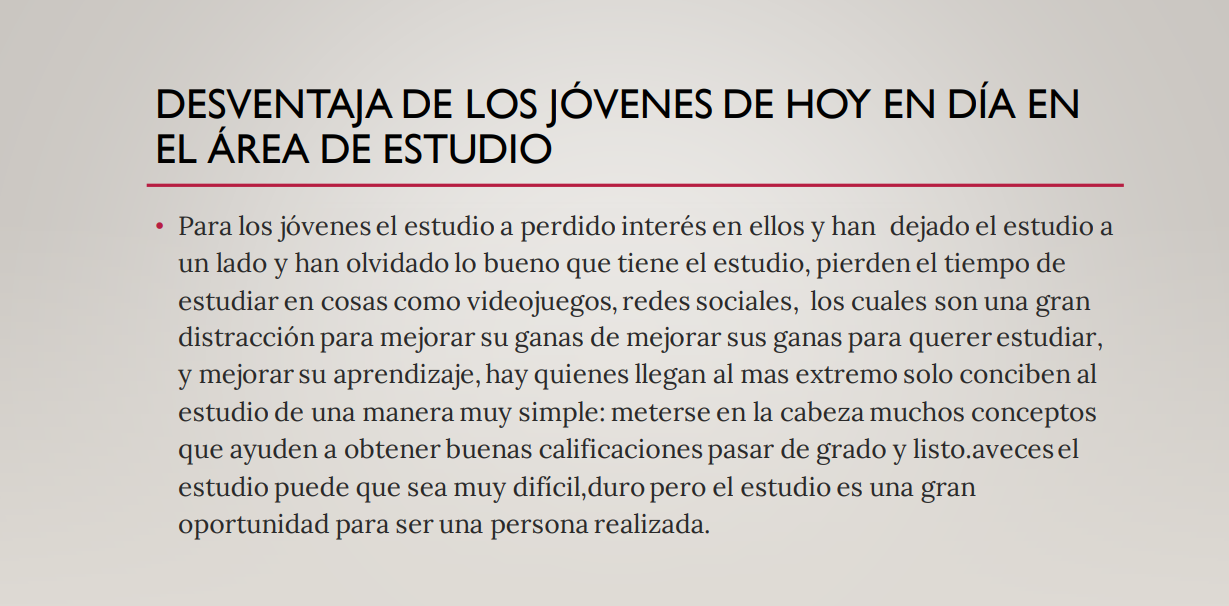 DESVENTAJA DE LOS JÓVENES DE HOY EN DÍA EN
EL ÁREA DE ESTUDIO
• Para los jóvenes el estudio a perdido interés en ellos y han dejado el estudio a
un lado y han olvidado lo bueno que tiene el estudio, pierden el tiempo de
estudiar en cosas como videojuegos, redes sociales, los cuales son una gran
distracción para mejorar su ganas de mejorar sus ganas para querer estudiar,
y mejorar su aprendizaje, hay quienes llegan al mas extremo solo conciben al
estudio de una manera muy simple: meterse en la cabeza muchos conceptos
que ayuden a obtener buenas calificaciones pasar de grado y listo.aveces el
estudio puede que sea muy difícil,duro pero el estudio es una gran
oportunidad para ser una persona realizada.